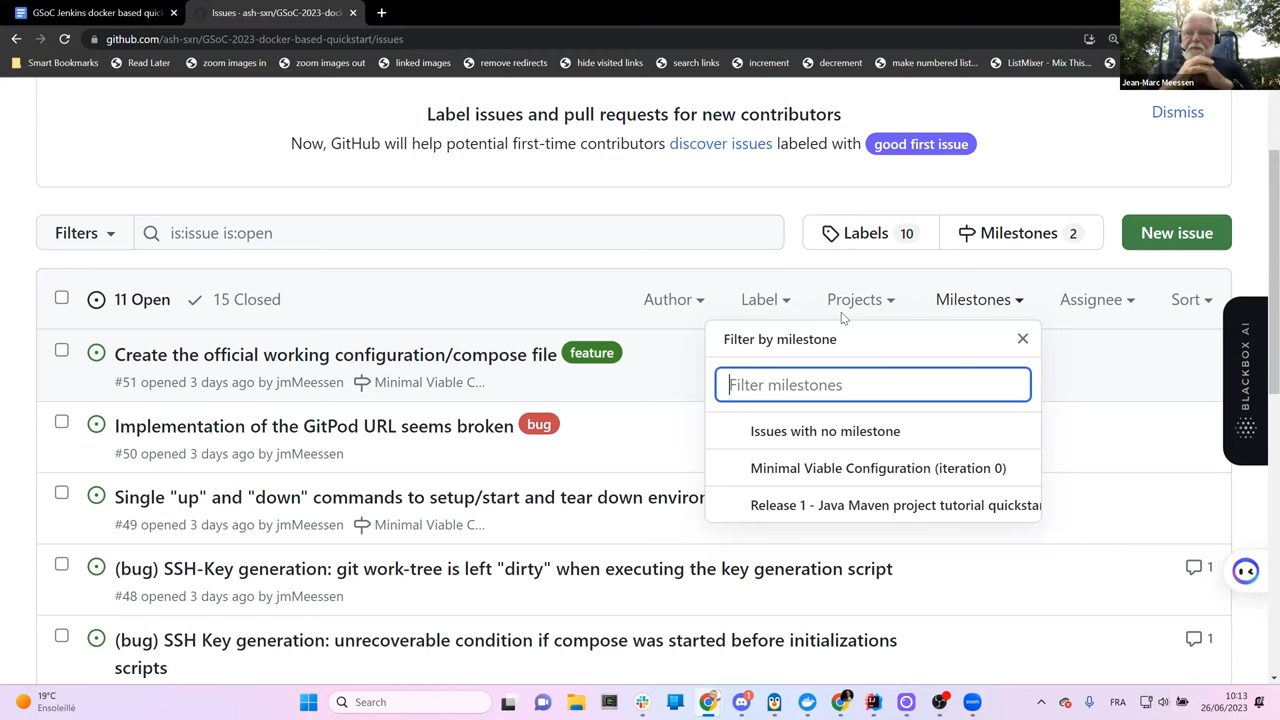 GSoC Jenkins docker based quic
Issues · ash-sxn/GSoC-2023-doc
github.com/ash-sxn/GSoC-2023-docker-based-quickstart/issues
Smart Bookmarks
Read Later
zoom images in
zoom images out
linked images
remove redirects
hide visited links
search links
increment
decrement
make numbered list...
ListMixer - Mix This...
Jean-Marc Meessen
Label issues and pull requests for new contributors
Dismiss
Now, GitHub will help potential first-time contributors discover issues labeled with good first issue
Filters
is:issue is:open
Labels 10
Milestones 2
New issue
11 Open
15 Closed
Author
Label
Projects
Milestones
Assignee
Sort
Filter by milestone
Filter milestones
Issues with no milestone
Minimal Viable Configuration (iteration 0)
Release 1 - Java Maven project tutorial quickstar
Create the official working configuration/compose file feature
#51 opened 3 days ago by jmMeessen Minimal Viable C...
Implementation of the GitPod URL seems broken bug
#50 opened 3 days ago by jmMeessen
Single "up" and "down" commands to setup/start and tear down environ
#49 opened 3 days ago by jmMeessen Minimal Viable C...
(bug) SSH-Key generation: git work-tree is left "dirty" when executing the key generation script
1
#48 opened 3 days ago by jmMeessen
(bug) SSH Key generation: unrecoverable condition if compose was started before initializations
scripts
1
BLACKBOX AI
19°C
Ensoleillé
Search
1
zoom
FRA
10:13
26/06/2023